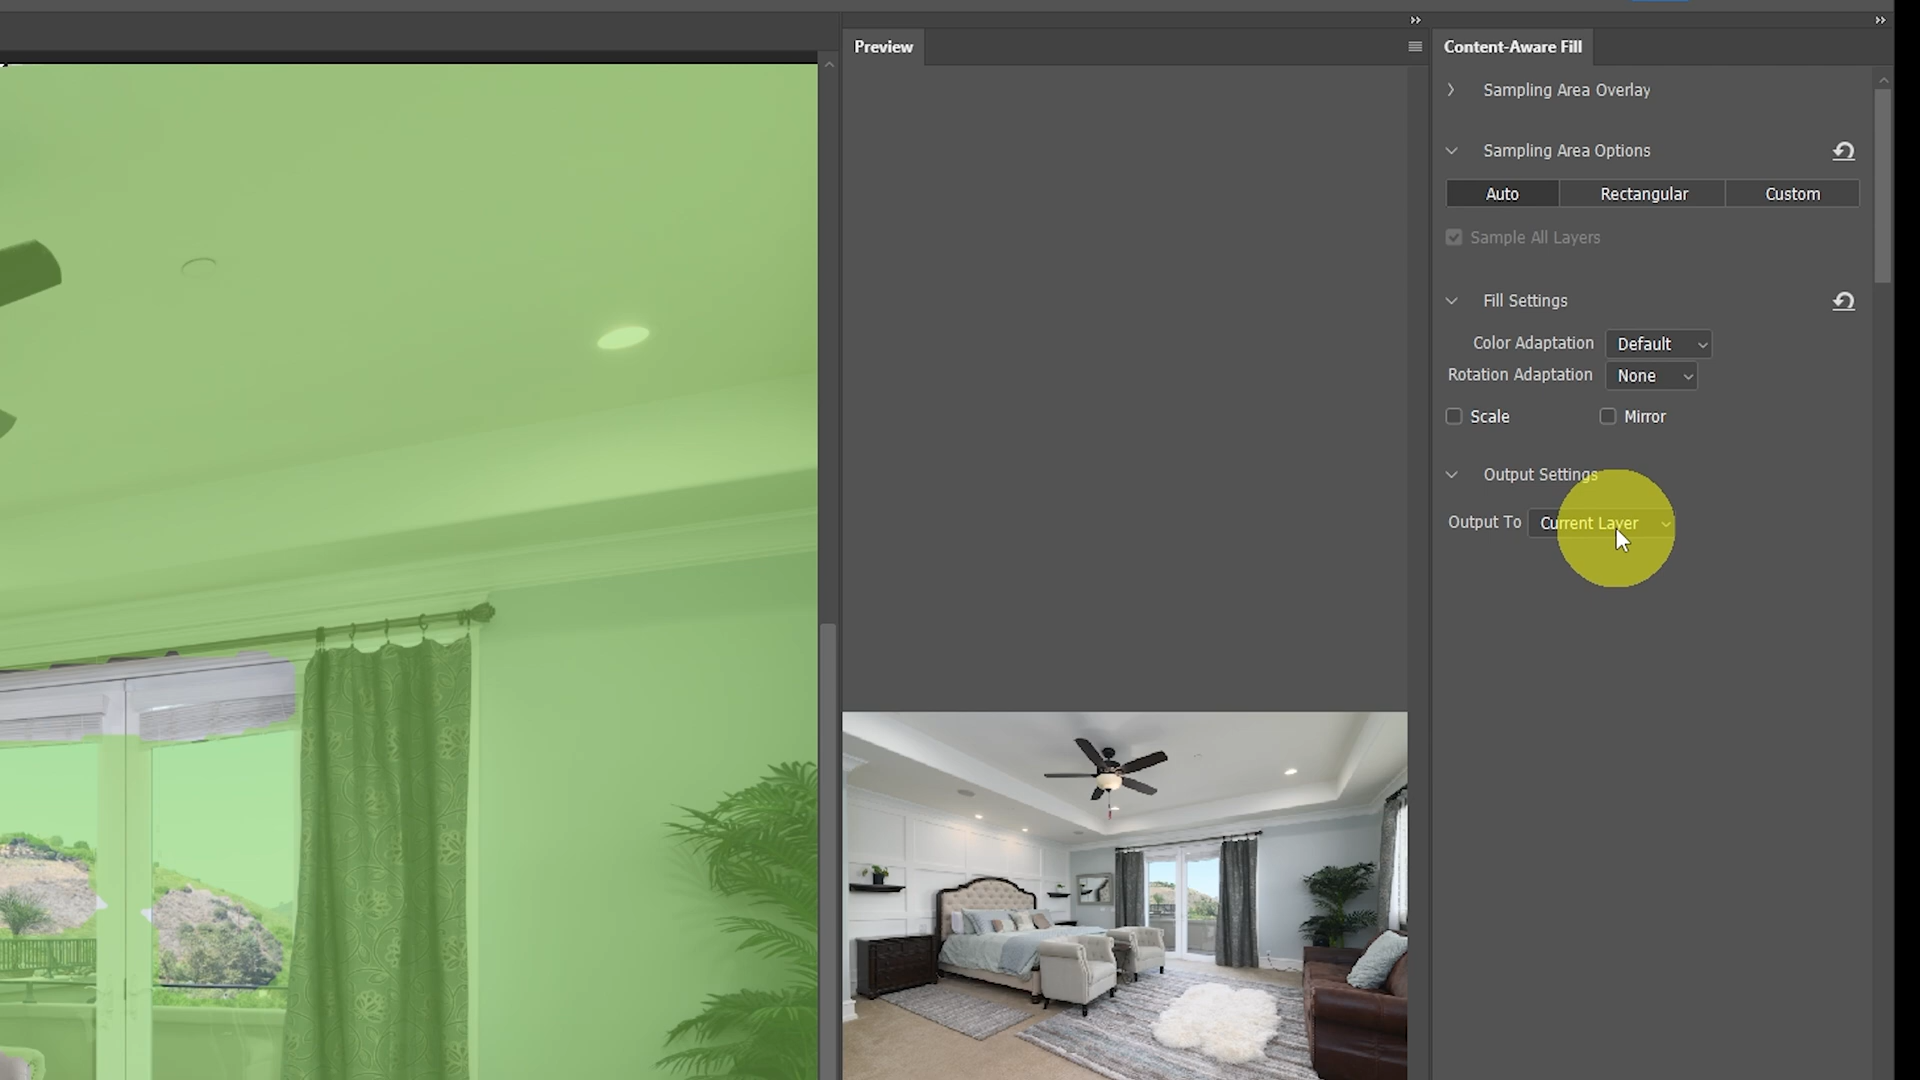 Preview
Content-Aware Fill
Sampling Area Overlay
Sampling Area Options
Auto Rectangular Custom
Sample All Layers
Fill Settings
Color Adaptation Default
Rotation Adaptation None
Scale Mirror
Output Settings
Output To Current Layer